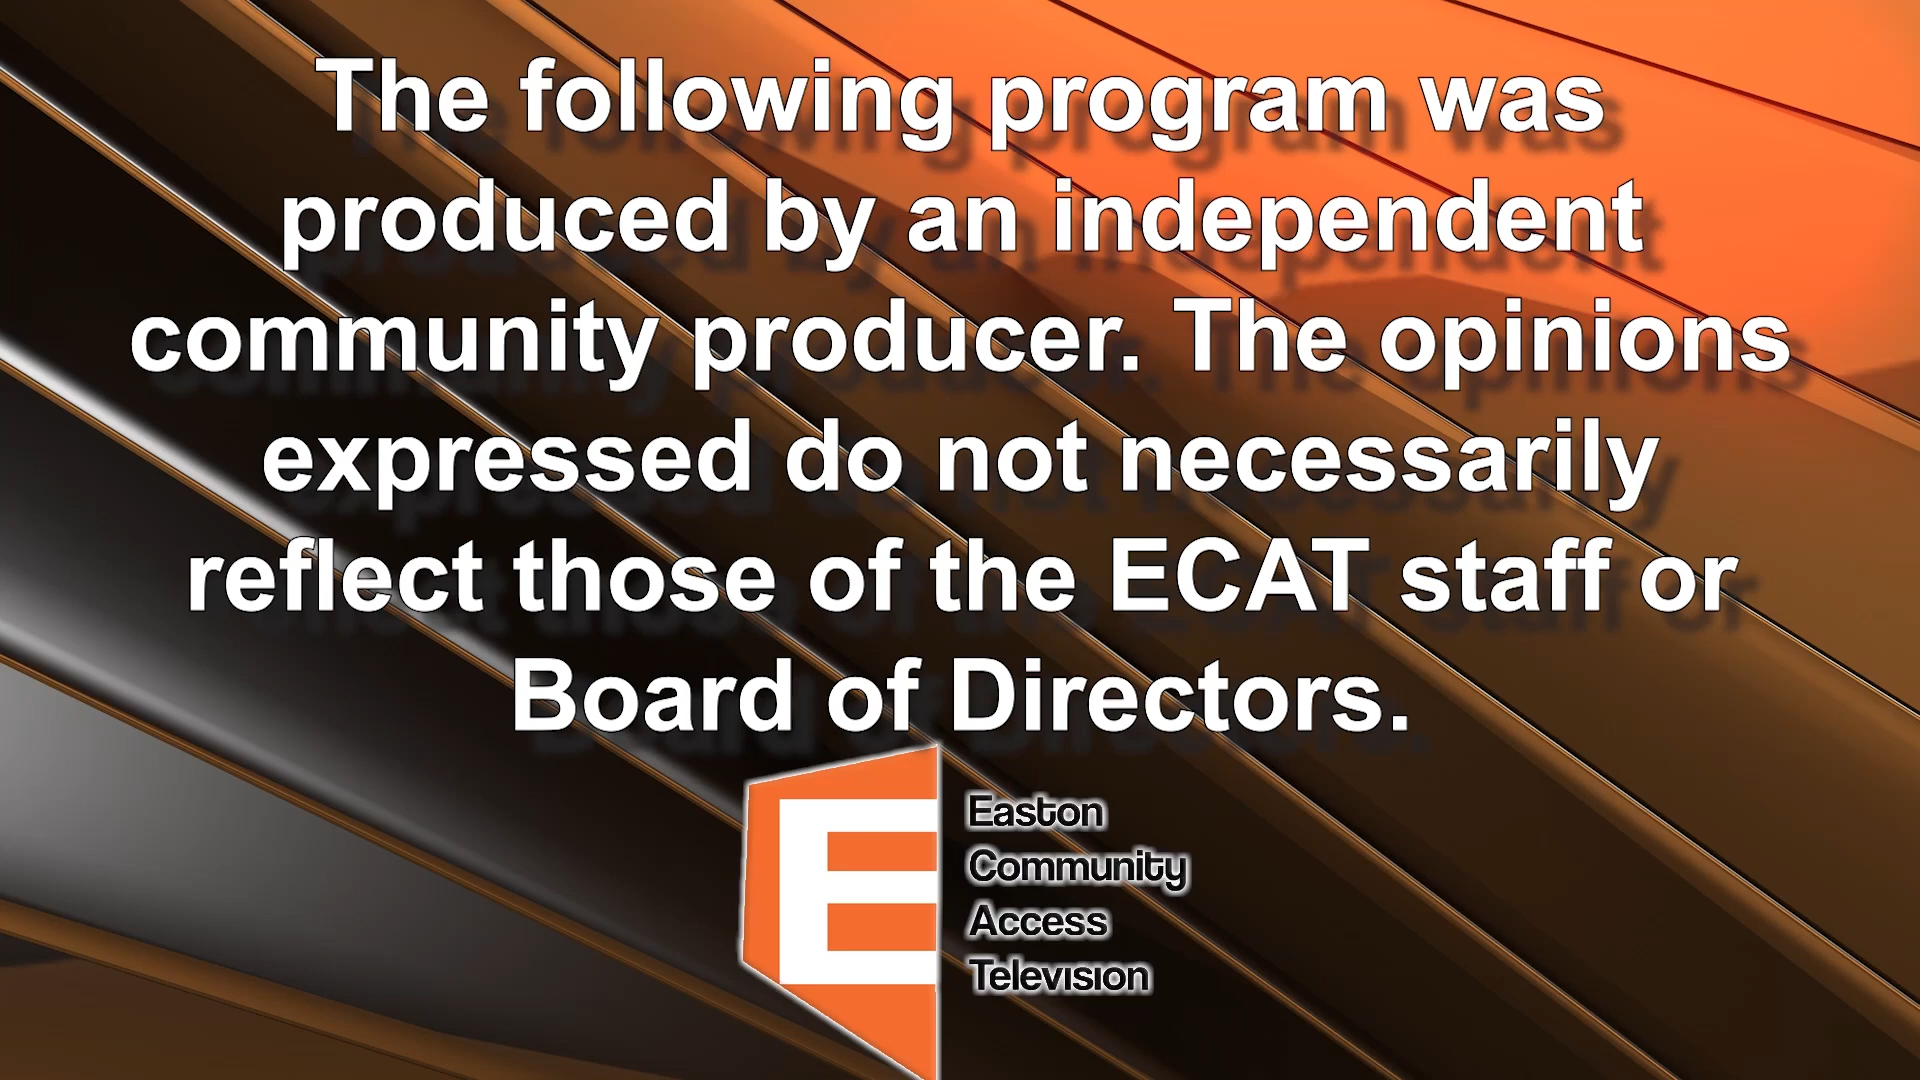 The following program was
produced by an independent
community producer. The opinions
expressed do not necessarily
reflect those of the ECAT staff or
Board of Directors.
E
Easton
Community
Access
Television